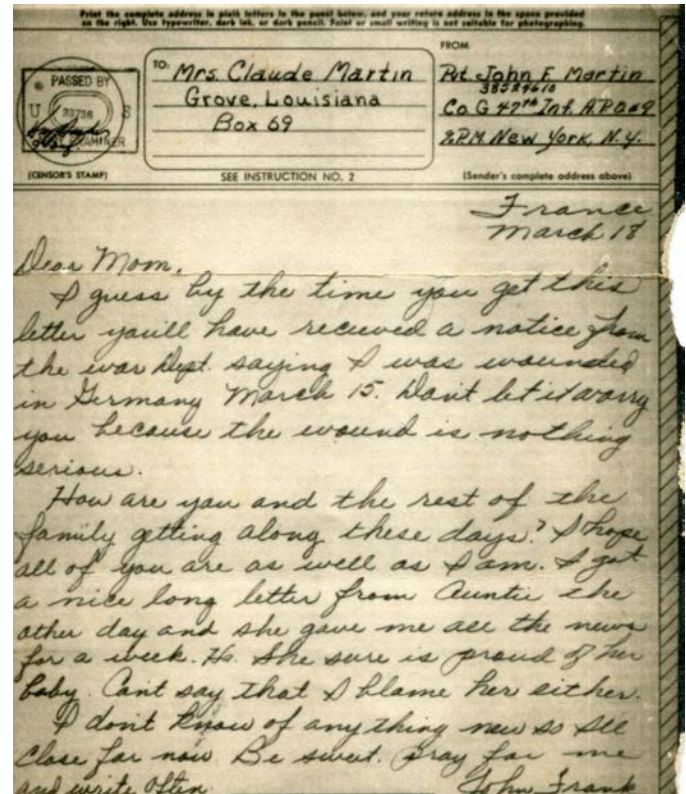 Print the complete address in plain letters in the panel below, and your return address in the space provided
on the right. Use typewriter, dark ink, or dark pencil. Faint or small writing is not suitable for photographing.
PASSED BY
U S
EXAMINER
(CENSOR'S STAMP)
TO:
Mrs. Claude Martin
Grove, Louisiana
Box 69
SEE INSTRUCTION NO. 2
FROM
Pvt. John F. Martin
Co G 47th Inf. A.P.O. #9
℅ P.M. New York, N.Y.
(Sender's complete address above)
France
March 18
Dear Mom,
I guess by the time you get this
letter you'll have recieved a notice from
the war Dept. saying I was wounded
in Germany March 15. Don't let it worry
you because the wound is nothing
serious.
How are you and the rest of the
family getting along these days? I hope
all of you are as well as I am. I got
a nice long letter from Auntie the
other day and she gave me all the news
for a week. Ha. She sure is proud of her
baby. Cant say that I blame her either.
I don't know of anything new so I'll
close for now. Be sweet. Pray for me
and write often.
John Frank